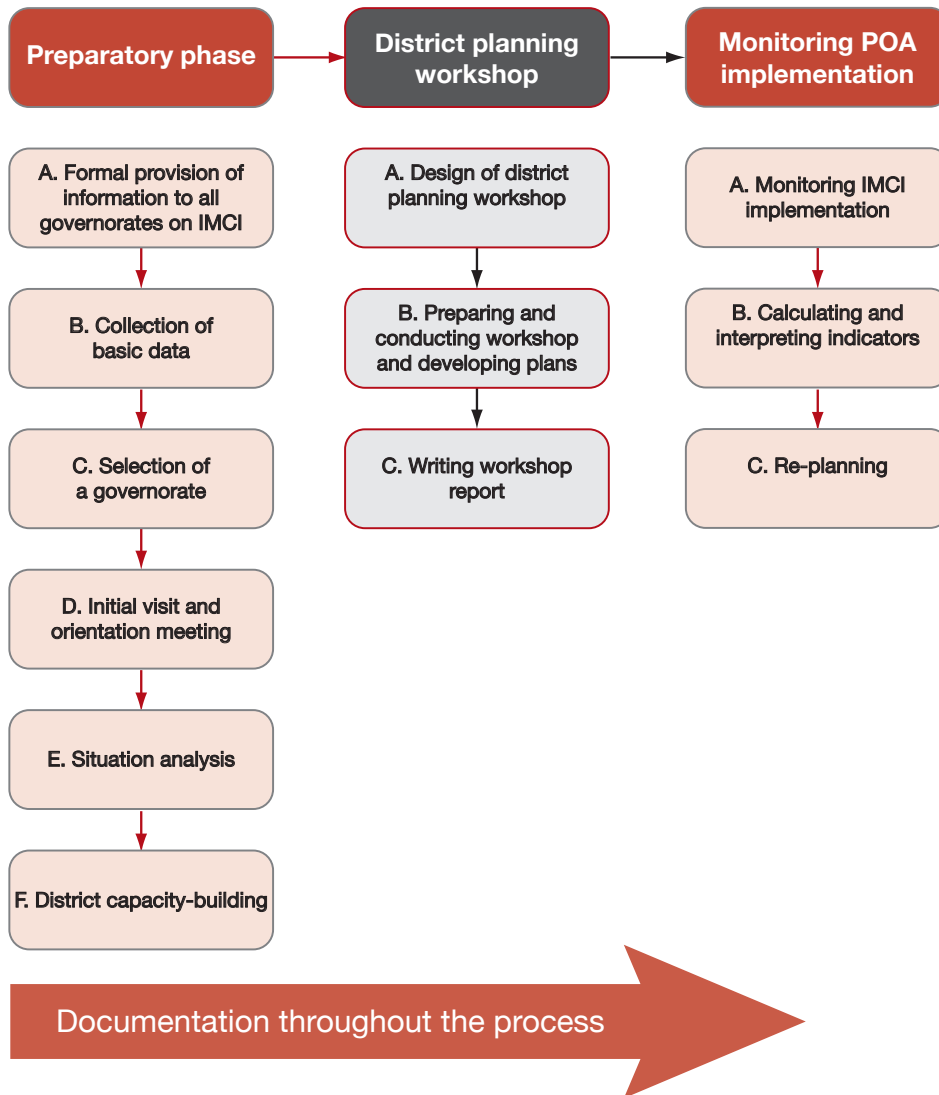 Preparatory phase
District planning
workshop
Monitoring POA
implementation
A. Formal provision of
information to all
governorates on IMCI
B. Collection of
basic data
C. Selection of
a governorate
D. Initial visit and
orientation meeting
E. Situation analysis
F. District capacity-building
A. Design of district
planning workshop
B. Preparing and
conducting workshop
and developing plans
C. Writing workshop
report
A. Monitoring IMCI
implementation
B. Calculating and
interpreting indicators
C. Re-planning
Documentation throughout the process